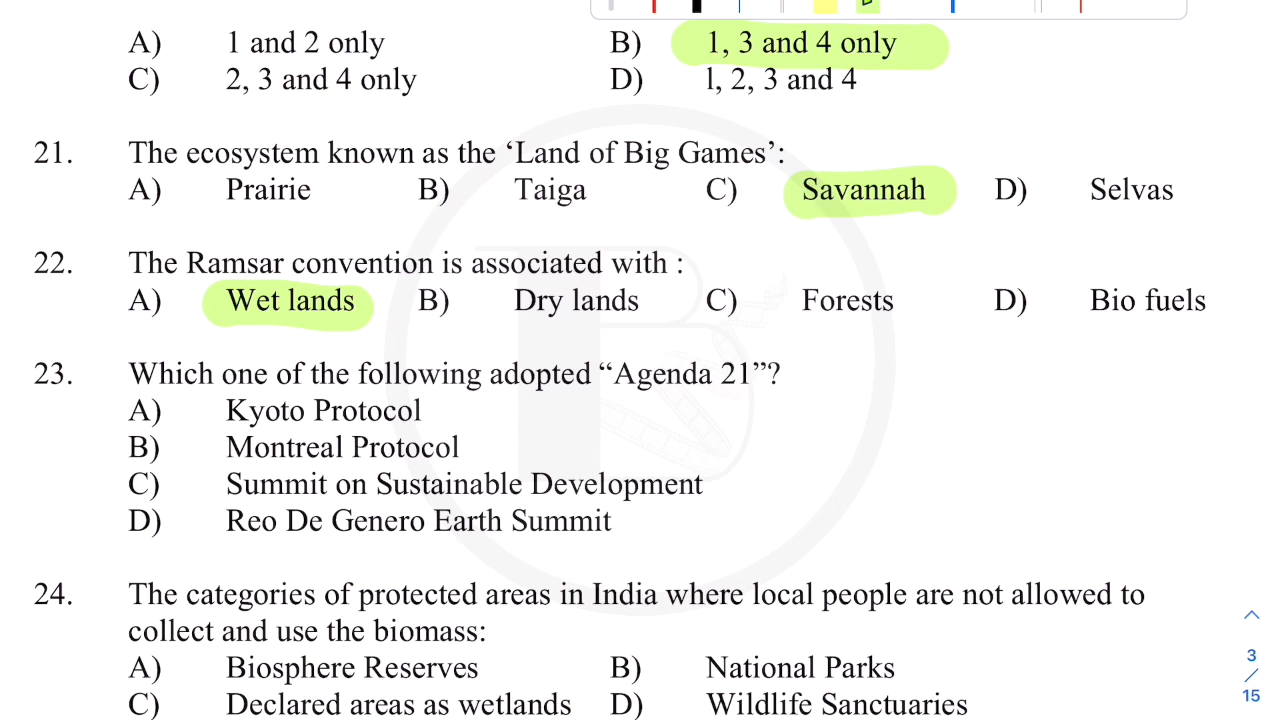 A) 1 and 2 only B) 1, 3 and 4 only
C) 2, 3 and 4 only D) l, 2, 3 and 4
21. The ecosystem known as the ‘Land of Big Games’:
A) Prairie B) Taiga C) Savannah D) Selvas
22. The Ramsar convention is associated with :
A) Wet lands B) Dry lands C) Forests D) Bio fuels
23. Which one of the following adopted “Agenda 21”?
A) Kyoto Protocol
B) Montreal Protocol
C) Summit on Sustainable Development
D) Reo De Genero Earth Summit
24. The categories of protected areas in India where local people are not allowed to
collect and use the biomass:
A) Biosphere Reserves B) National Parks
C) Declared areas as wetlands D) Wildlife Sanctuaries
3
/
15